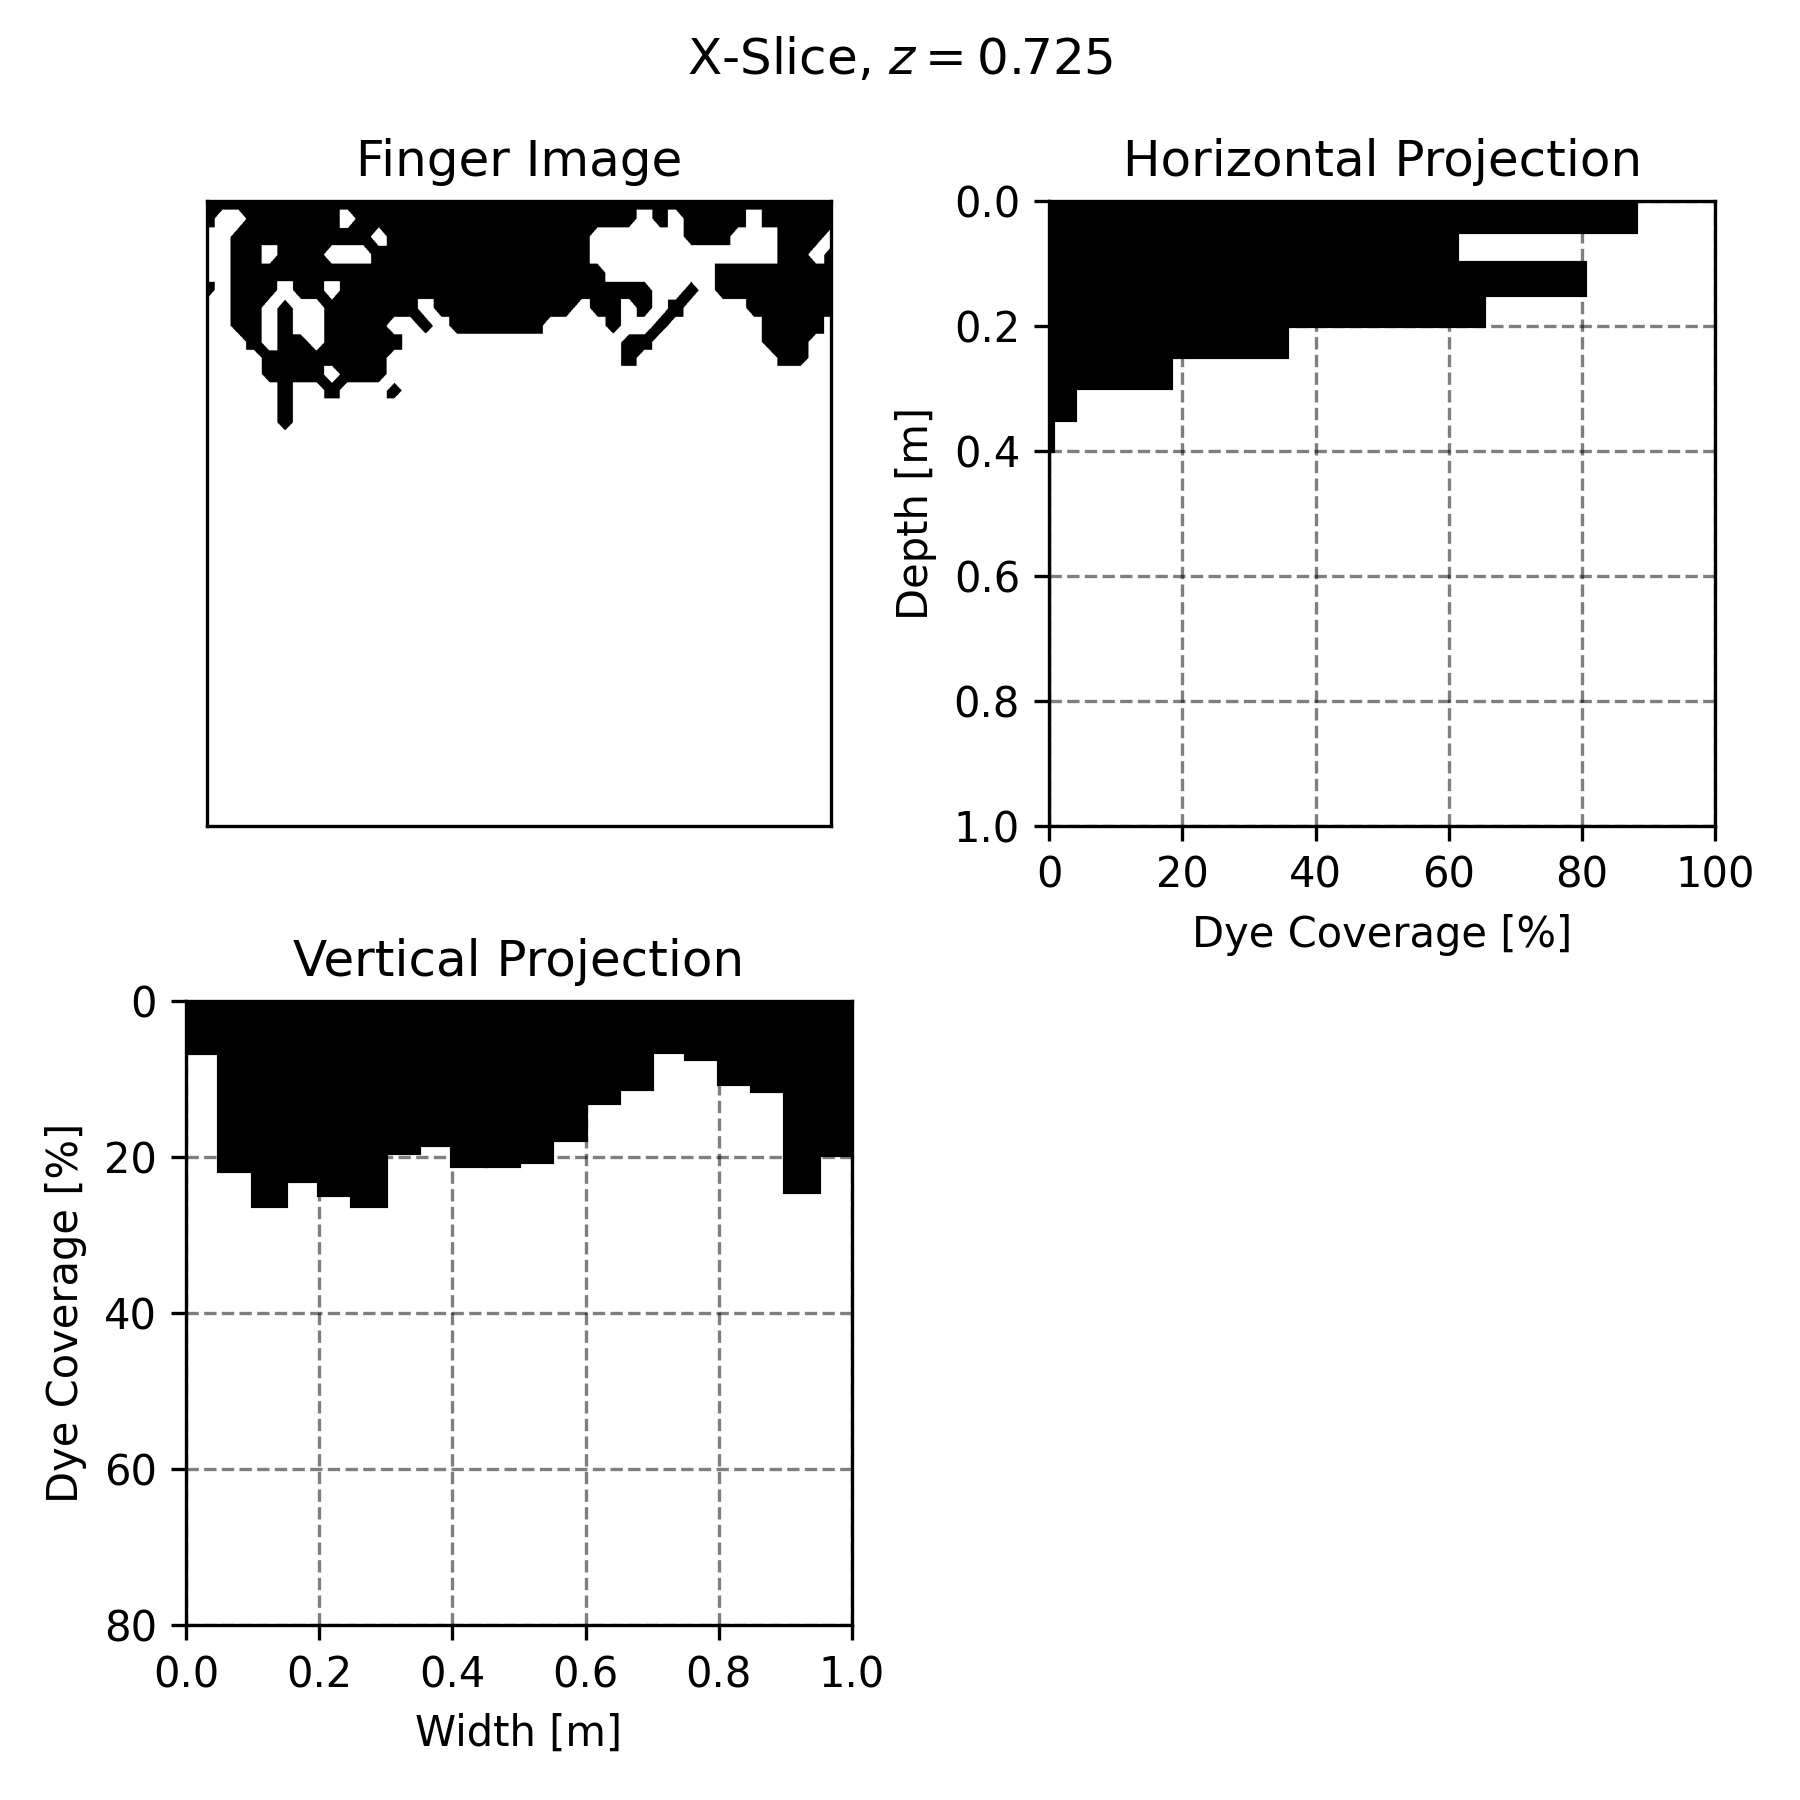 X-Slice, z = 0.725
Finger Image
Horizontal Projection
0.0
0.2
0.4
0.6
0.8
1.0
Depth [m]
0 20 40 60 80 100
Dye Coverage [%]
Vertical Projection
0
20
40
60
80
Dye Coverage [%]
0.0 0.2 0.4 0.6 0.8 1.0
Width [m]